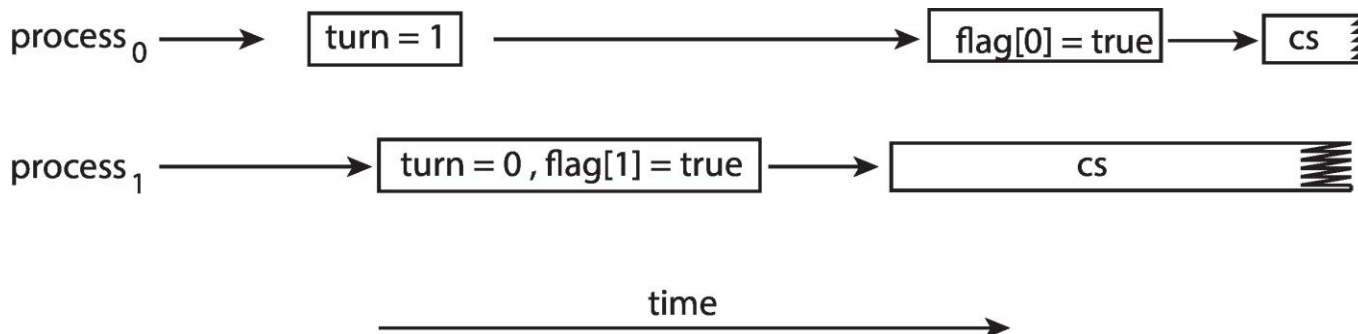 process₀ turn = 1 flag[0] = true cs
process₁ turn = 0 , flag[1] = true cs
time